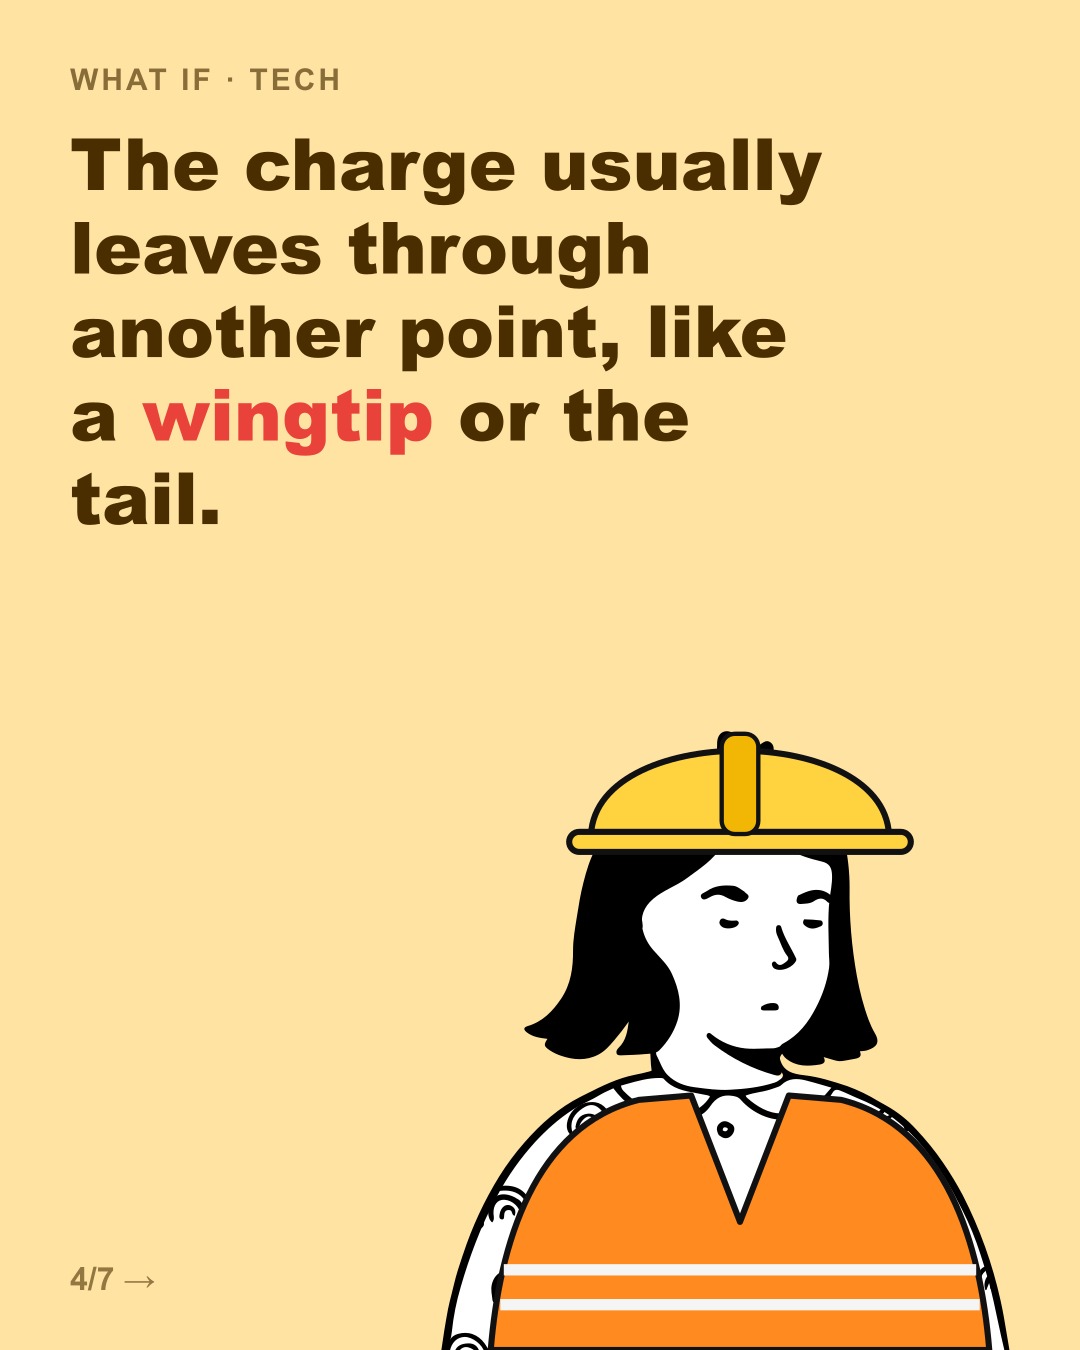 WHAT IF · TECH
The charge usually
leaves through
another point, like
a wingtip or the
tail.
4/7 →